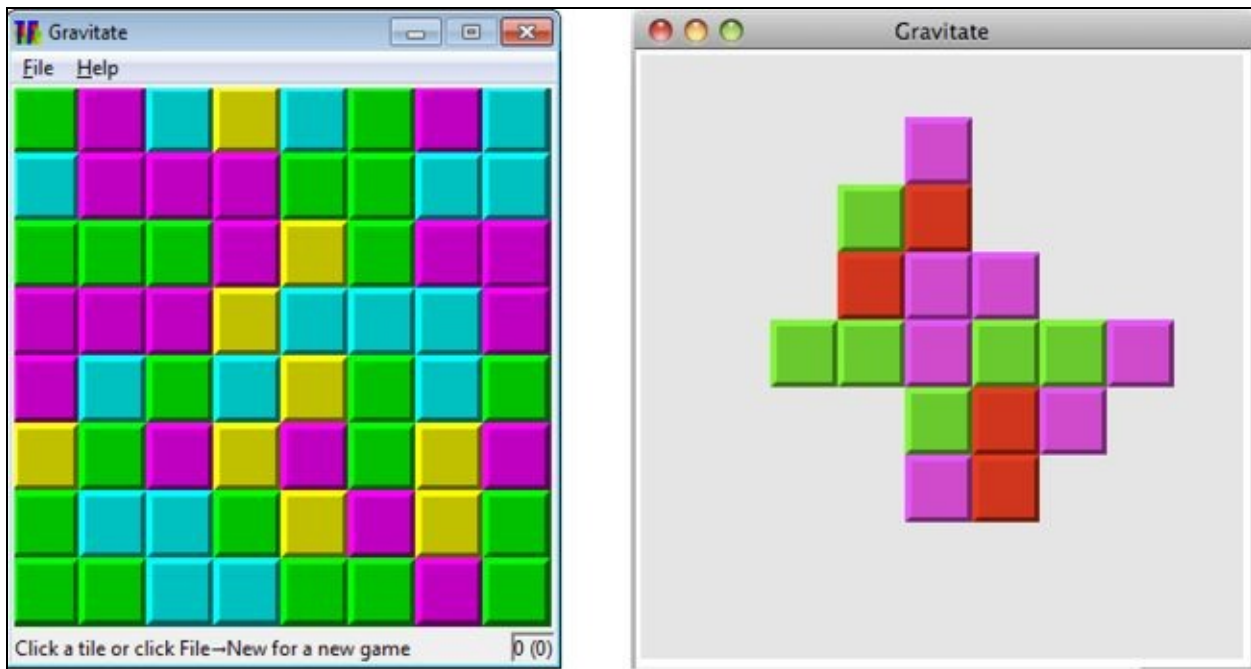 Gravitate
File Help
Click a tile or click File→New for a new game
0 (0)
Gravitate